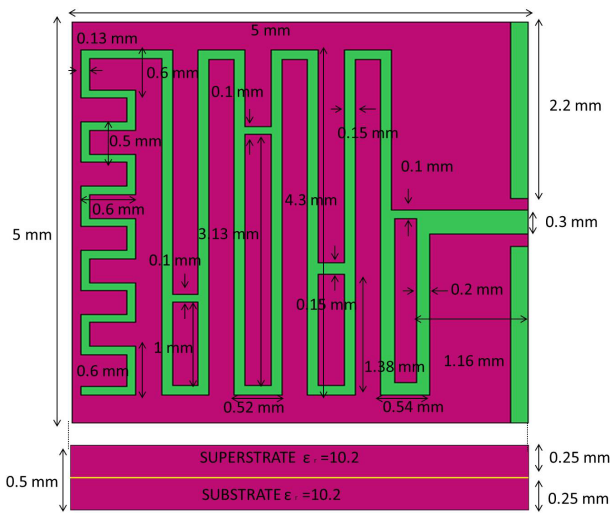 5 mm
0.13 mm
0.6 mm
2.2 mm
0.1 mm
0.15 mm
0.5 mm
0.1 mm
4.3 mm
0.6 mm
0.3 mm
5 mm
3.13 mm
0.1 mm
0.2 mm
0.15 mm
1 mm
1.38 mm
1.16 mm
0.6 mm
0.52 mm
0.54 mm
SUPERSTRATE ε r =10.2
0.25 mm
0.5 mm
SUBSTRATE ε r =10.2
0.25 mm